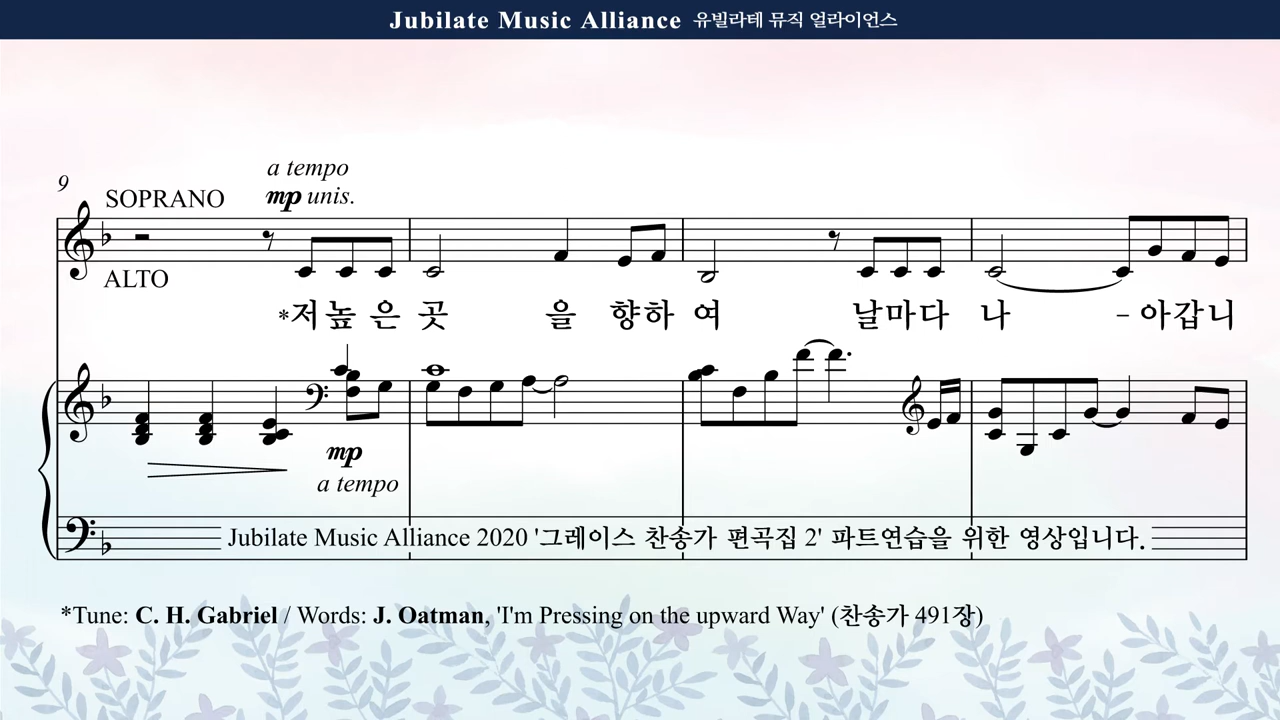 Jubilate Music Alliance 유빌라테 뮤직 얼라이언스
a tempo
9
SOPRANO mp unis.
ALTO
*저 높 은 곳 을 향하 여 날마다 나 - 아갑니
mp
a tempo
Jubilate Music Alliance 2020 '그레이스 찬송가 편곡집 2' 파트연습을 위한 영상입니다.
*Tune: C. H. Gabriel / Words: J. Oatman, 'I'm Pressing on the upward Way' (찬송가 491장)